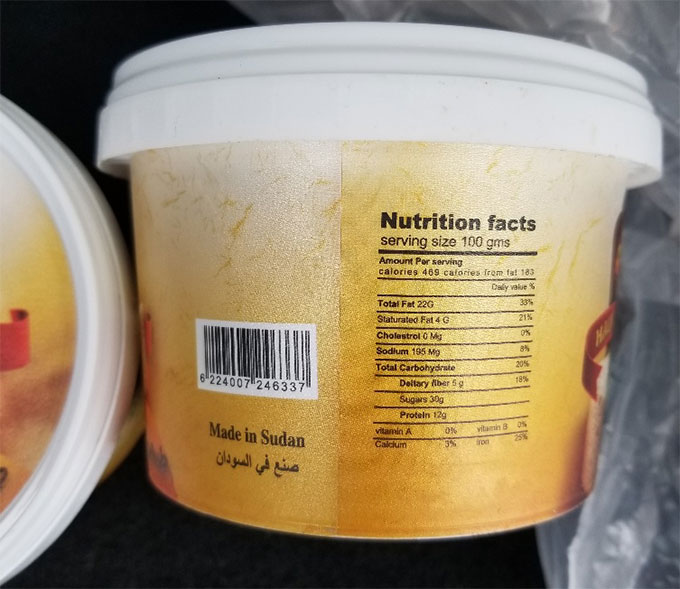 Nutrition facts
serving size 100 gms
Amount Per serving
calories 469 calories from fat 183
Daily value %
Total Fat 22G 33%
Staturated Fat 4 G 21%
Cholestrol 0 Mg 0%
Sodium 195 Mg 8%
Total Carbohydrate 20%
Deitary fiber 5 g 18%
Sugars 30g
Protein 12g
vitamin A 0% vitamin B 0%
Calcium 3% Iron 25%
6 224007 246337
Made in Sudan
صنع في السودان